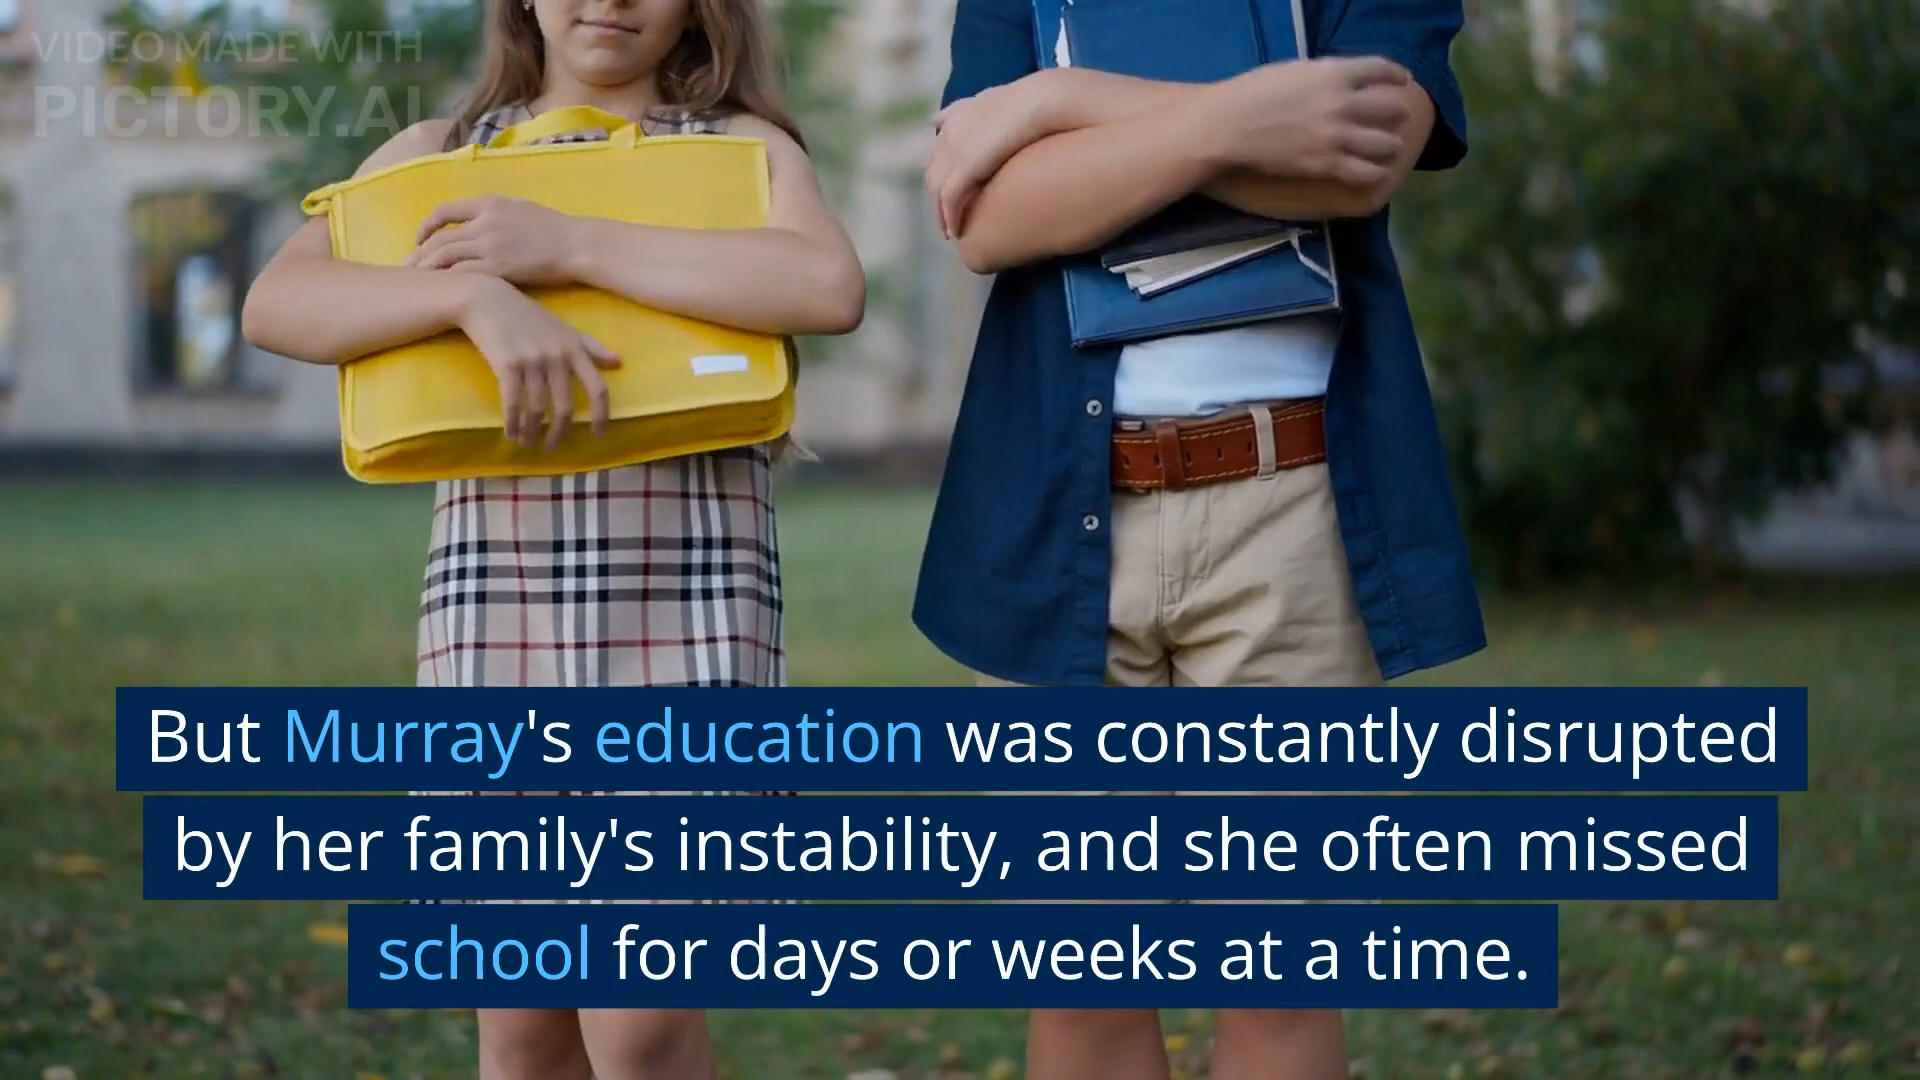 VIDEO MADE WITH
PICTORY.AI
But Murray's education was constantly disrupted
by her family's instability, and she often missed
school for days or weeks at a time.